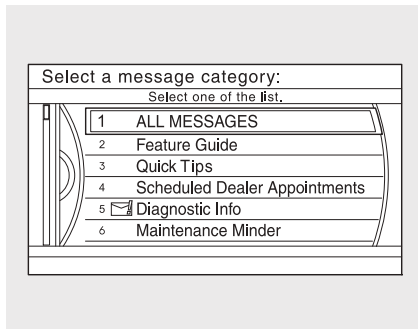 Select a message category:
Select one of the list.
1 ALL MESSAGES
2 Feature Guide
3 Quick Tips
4 Scheduled Dealer Appointments
5 Diagnostic Info
6 Maintenance Minder